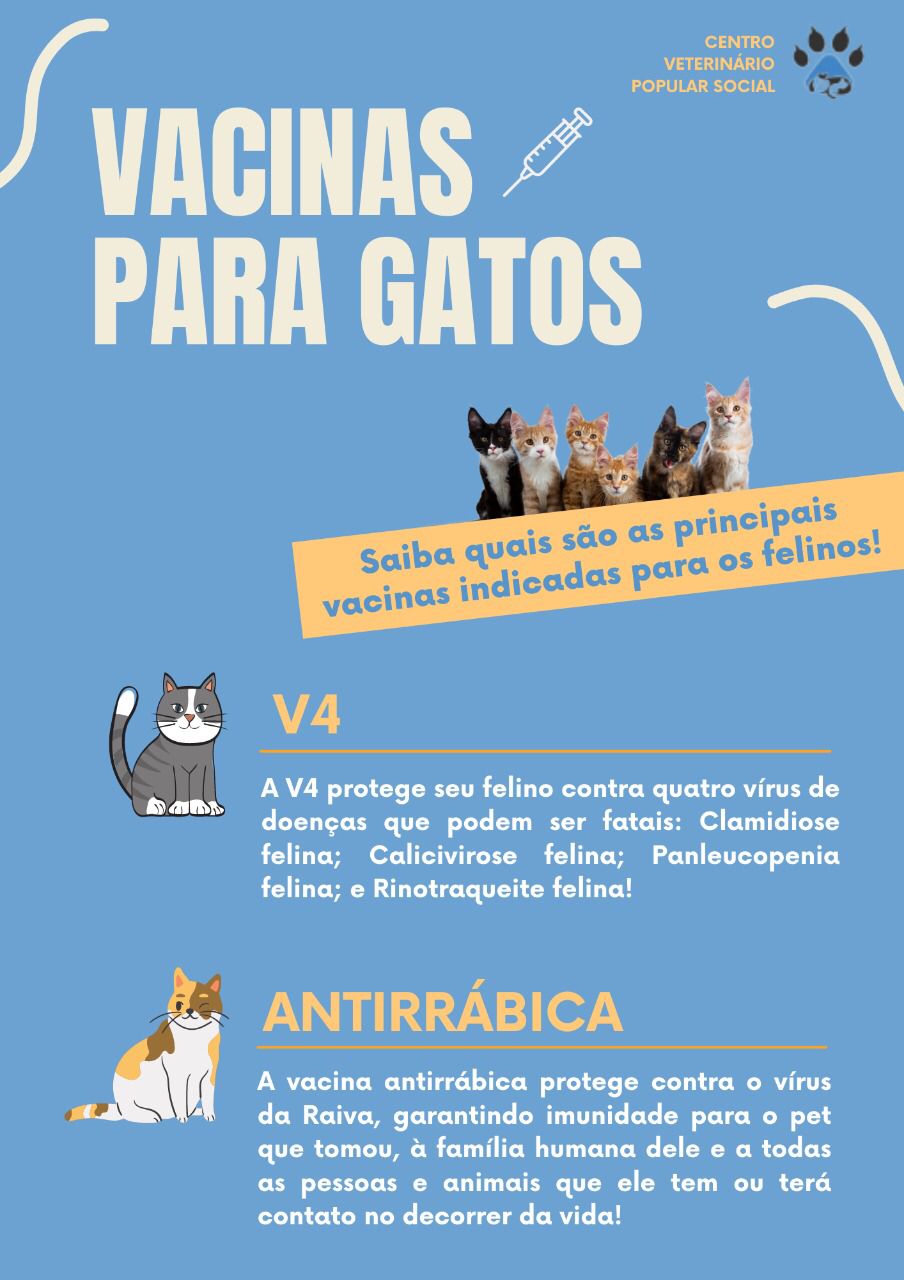 CENTRO
VETERINÁRIO
POPULAR SOCIAL
VACINAS
PARA GATOS
Saiba quais são as principais
vacinas indicadas para os felinos!
V4
A V4 protege seu felino contra quatro vírus de
doenças que podem ser fatais: Clamidiose
felina; Calicivirose felina; Panleucopenia
felina; e Rinotraqueite felina!
ANTIRRÁBICA
A vacina antirrábica protege contra o vírus
da Raiva, garantindo imunidade para o pet
que tomou, à família humana dele e a todas
as pessoas e animais que ele tem ou terá
contato no decorrer da vida!